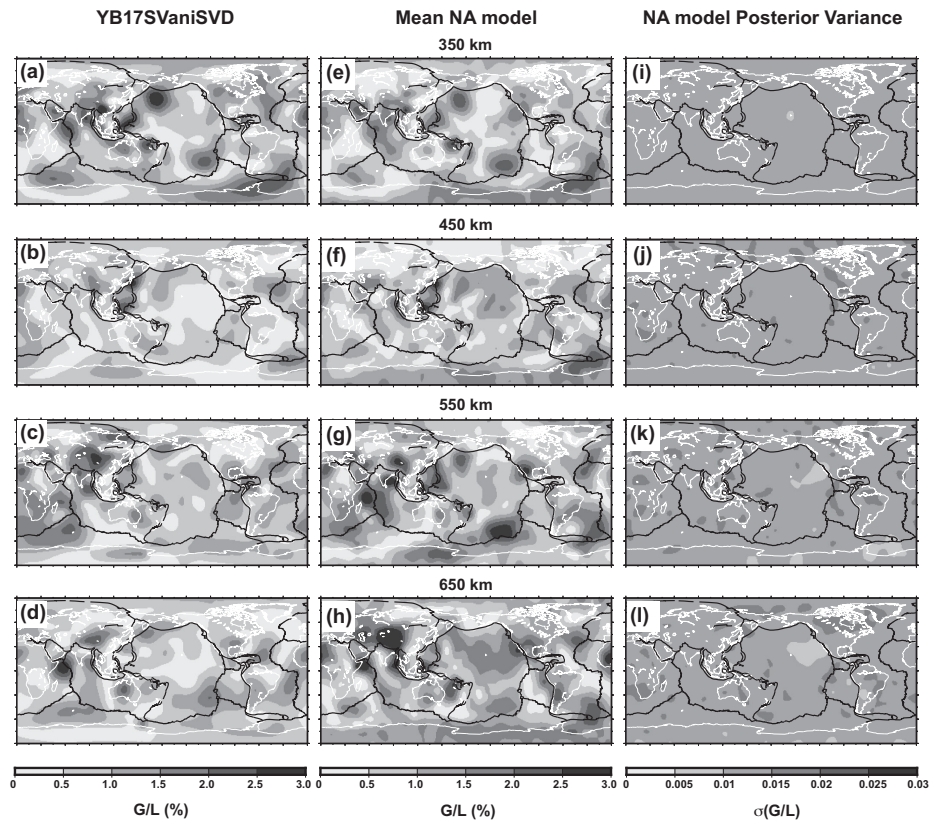 YB17SVaniSVD
Mean NA model
NA model Posterior Variance
350 km
(a)
(e)
(i)
450 km
(b)
(f)
(j)
550 km
(c)
(g)
(k)
650 km
(d)
(h)
(l)
0 0.5 1.0 1.5 2.0 2.5 3.0
0 0.5 1.0 1.5 2.0 2.5 3.0
0 0.005 0.01 0.015 0.02 0.025 0.03
G/L (%)
G/L (%)
σ(G/L)